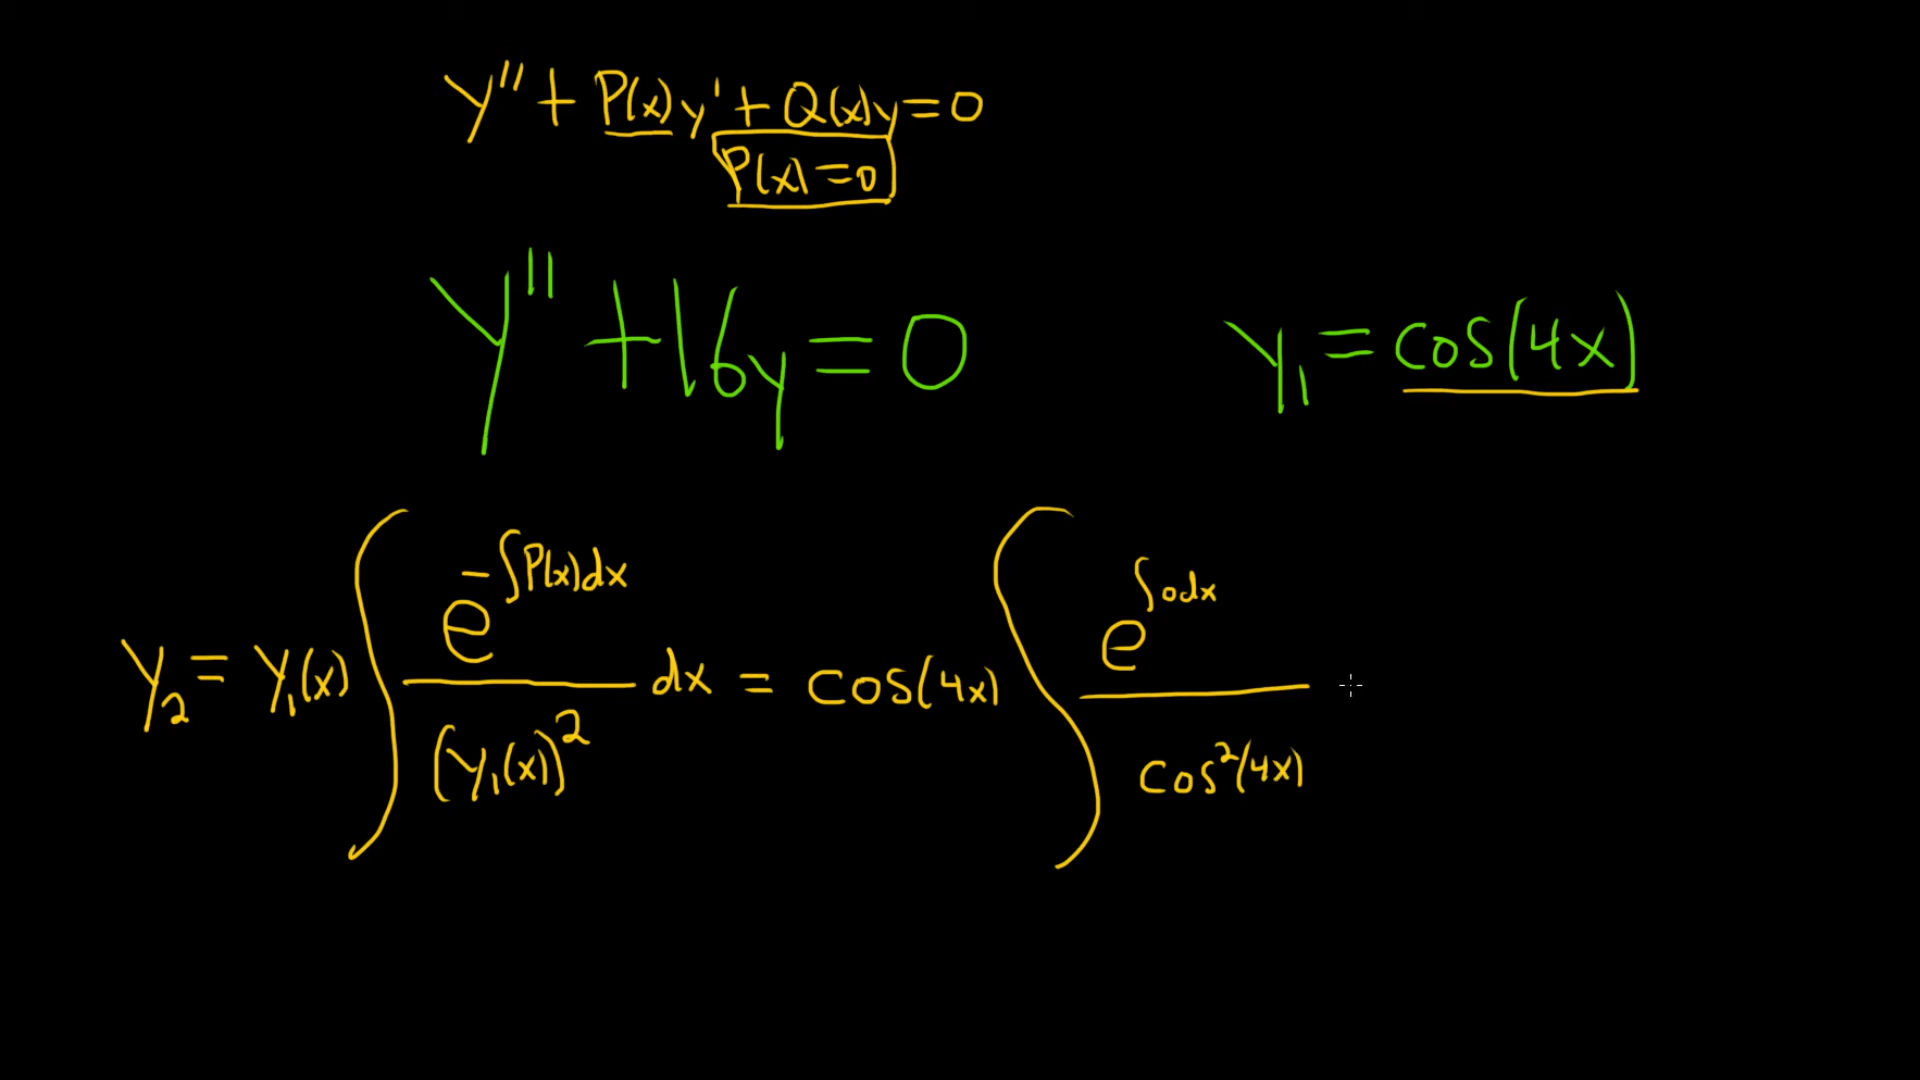 y'' + P(x)y' + Q(x)y = 0
P(x) = 0
y'' + 16y = 0
y₁ = cos(4x)
y₂ = y₁(x) ∫ e^(-∫P(x)dx) / (y₁(x))² dx = cos(4x) ∫ e^(∫0dx) / cos²(4x)